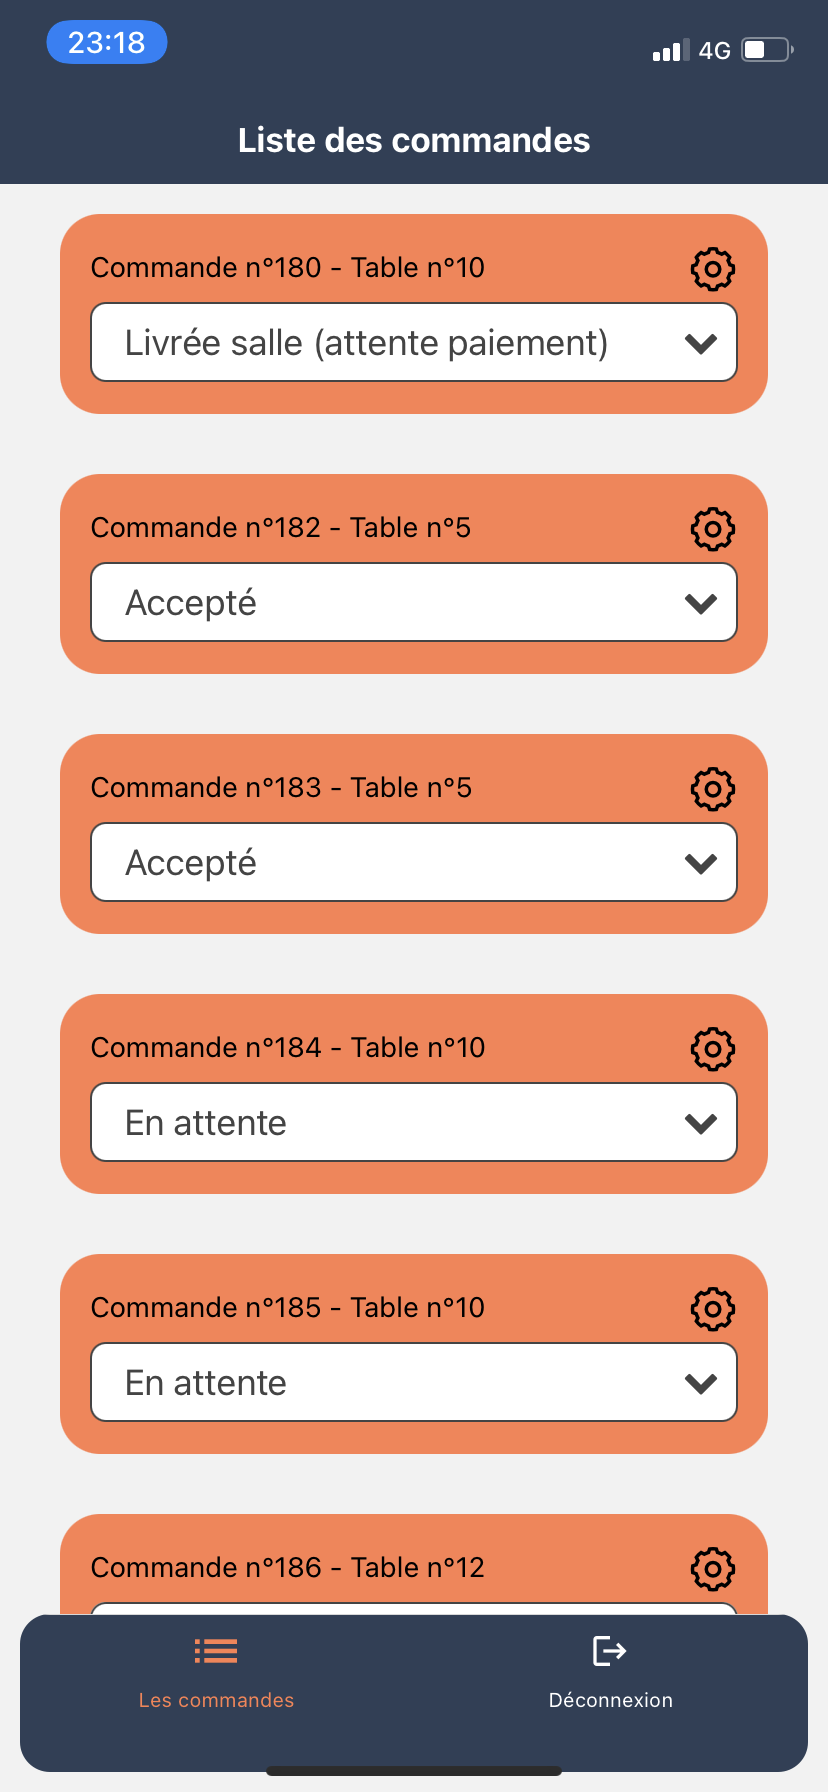 23:18
4G
Liste des commandes
Commande n°180 - Table n°10
Livrée salle (attente paiement)
Commande n°182 - Table n°5
Accepté
Commande n°183 - Table n°5
Accepté
Commande n°184 - Table n°10
En attente
Commande n°185 - Table n°10
En attente
Commande n°186 - Table n°12
Les commandes
Déconnexion